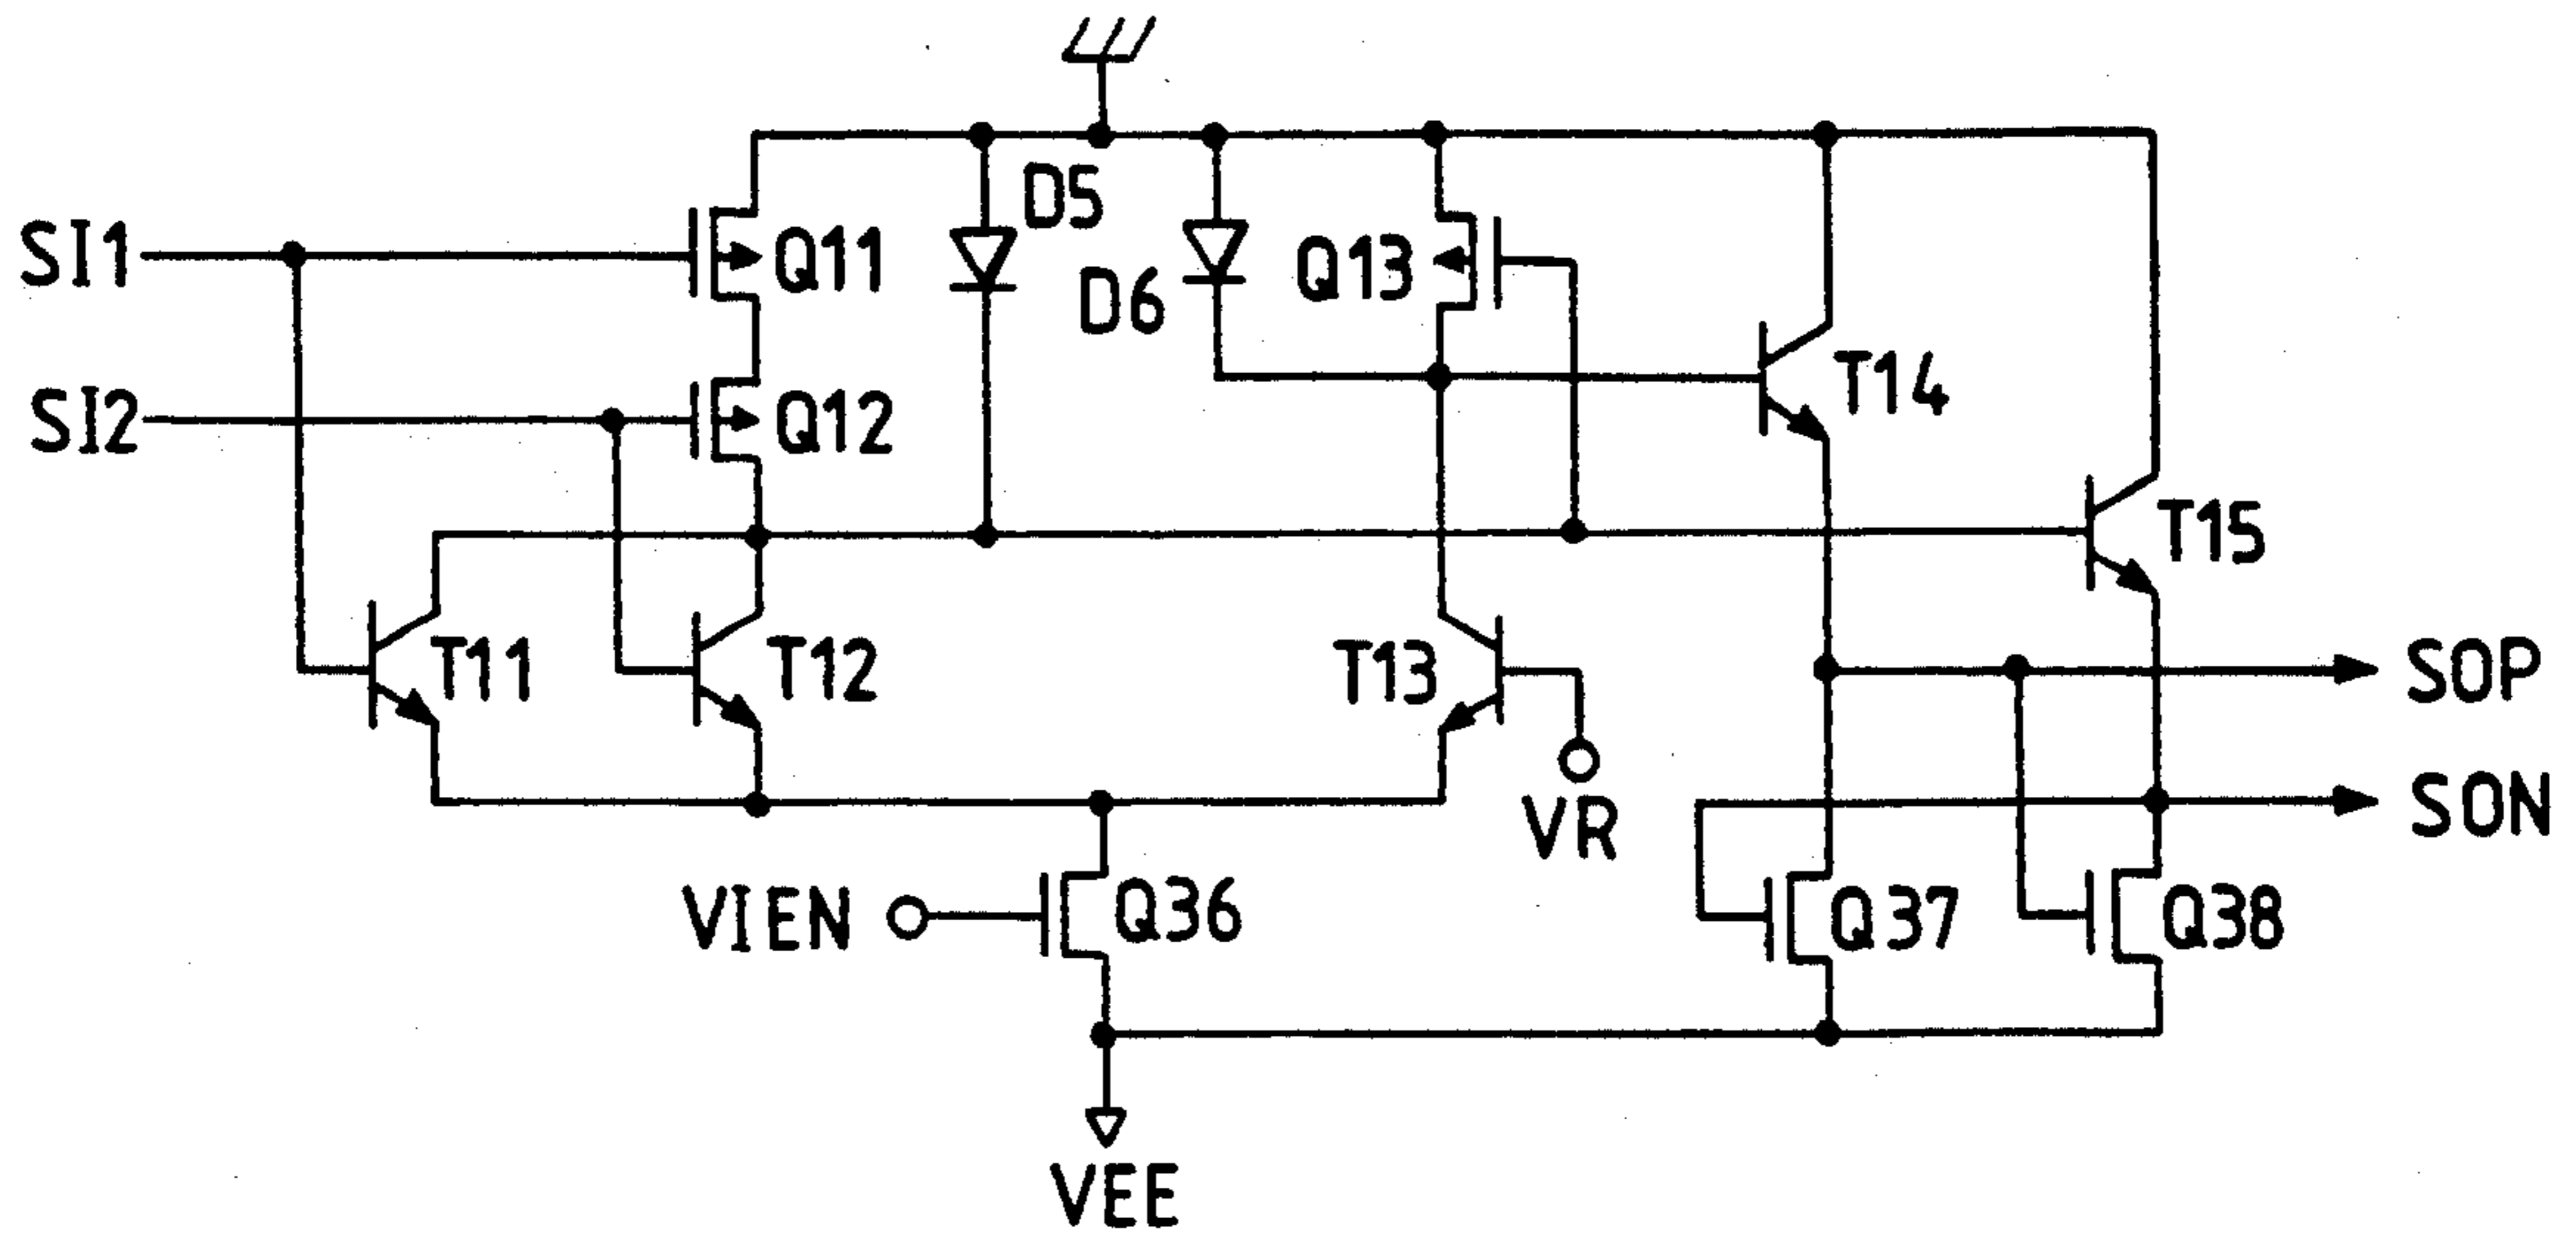 D5
SI1
Q11
Q13
D6
T14
SI2
Q12
T15
T11
T12
T13
SOP
VR
SON
VIEN
Q36
Q37
Q38
VEE